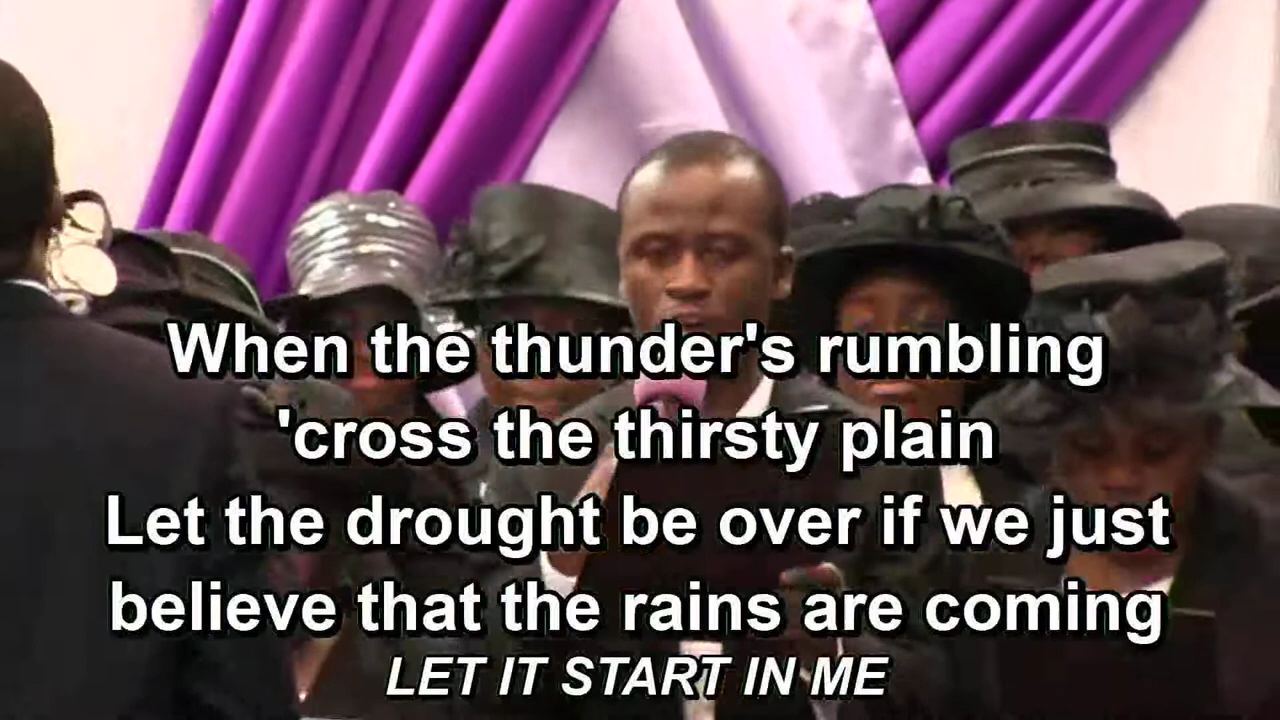 When the thunder's rumbling
'cross the thirsty plain
Let the drought be over if we just
believe that the rains are coming
LET IT START IN ME